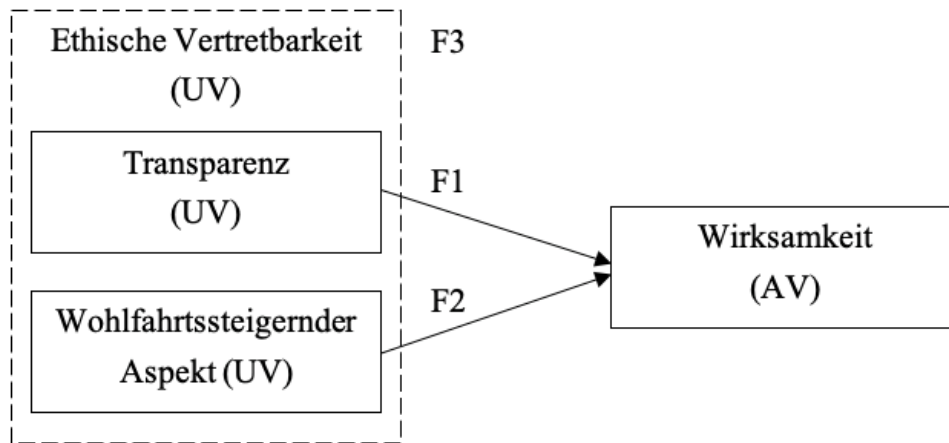 Ethische Vertretbarkeit
(UV)
F3
Transparenz
(UV)
F1
Wohlfahrtssteigernder
Aspekt (UV)
F2
Wirksamkeit
(AV)